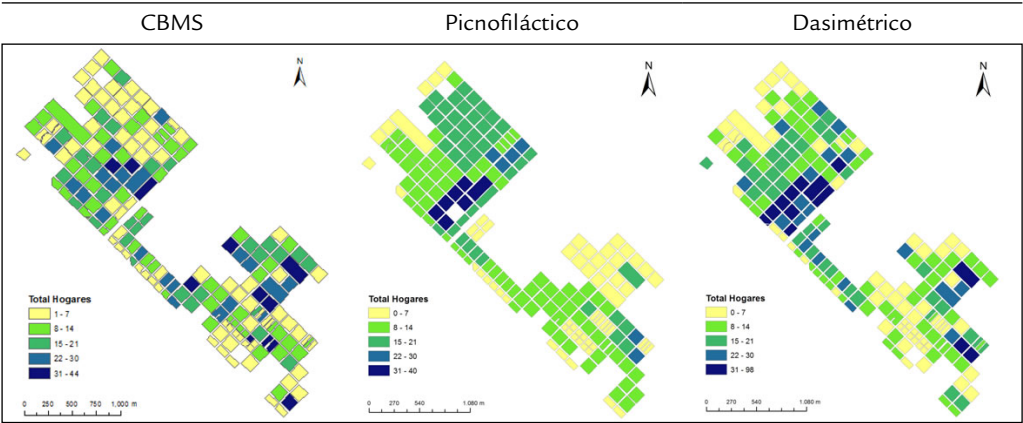 CBMS Picnofiláctico Dasimétrico
N N N
Total Hogares
1 - 7
8 - 14
15 - 21
22 - 30
31 - 44
0 250 500 750 1,000 m
Total Hogares
0 - 7
8 - 14
15 - 21
22 - 30
31 - 40
0 270 540 1.080 m
Total Hogares
0 - 7
8 - 14
15 - 21
22 - 30
31 - 98
0 270 540 1.080 m